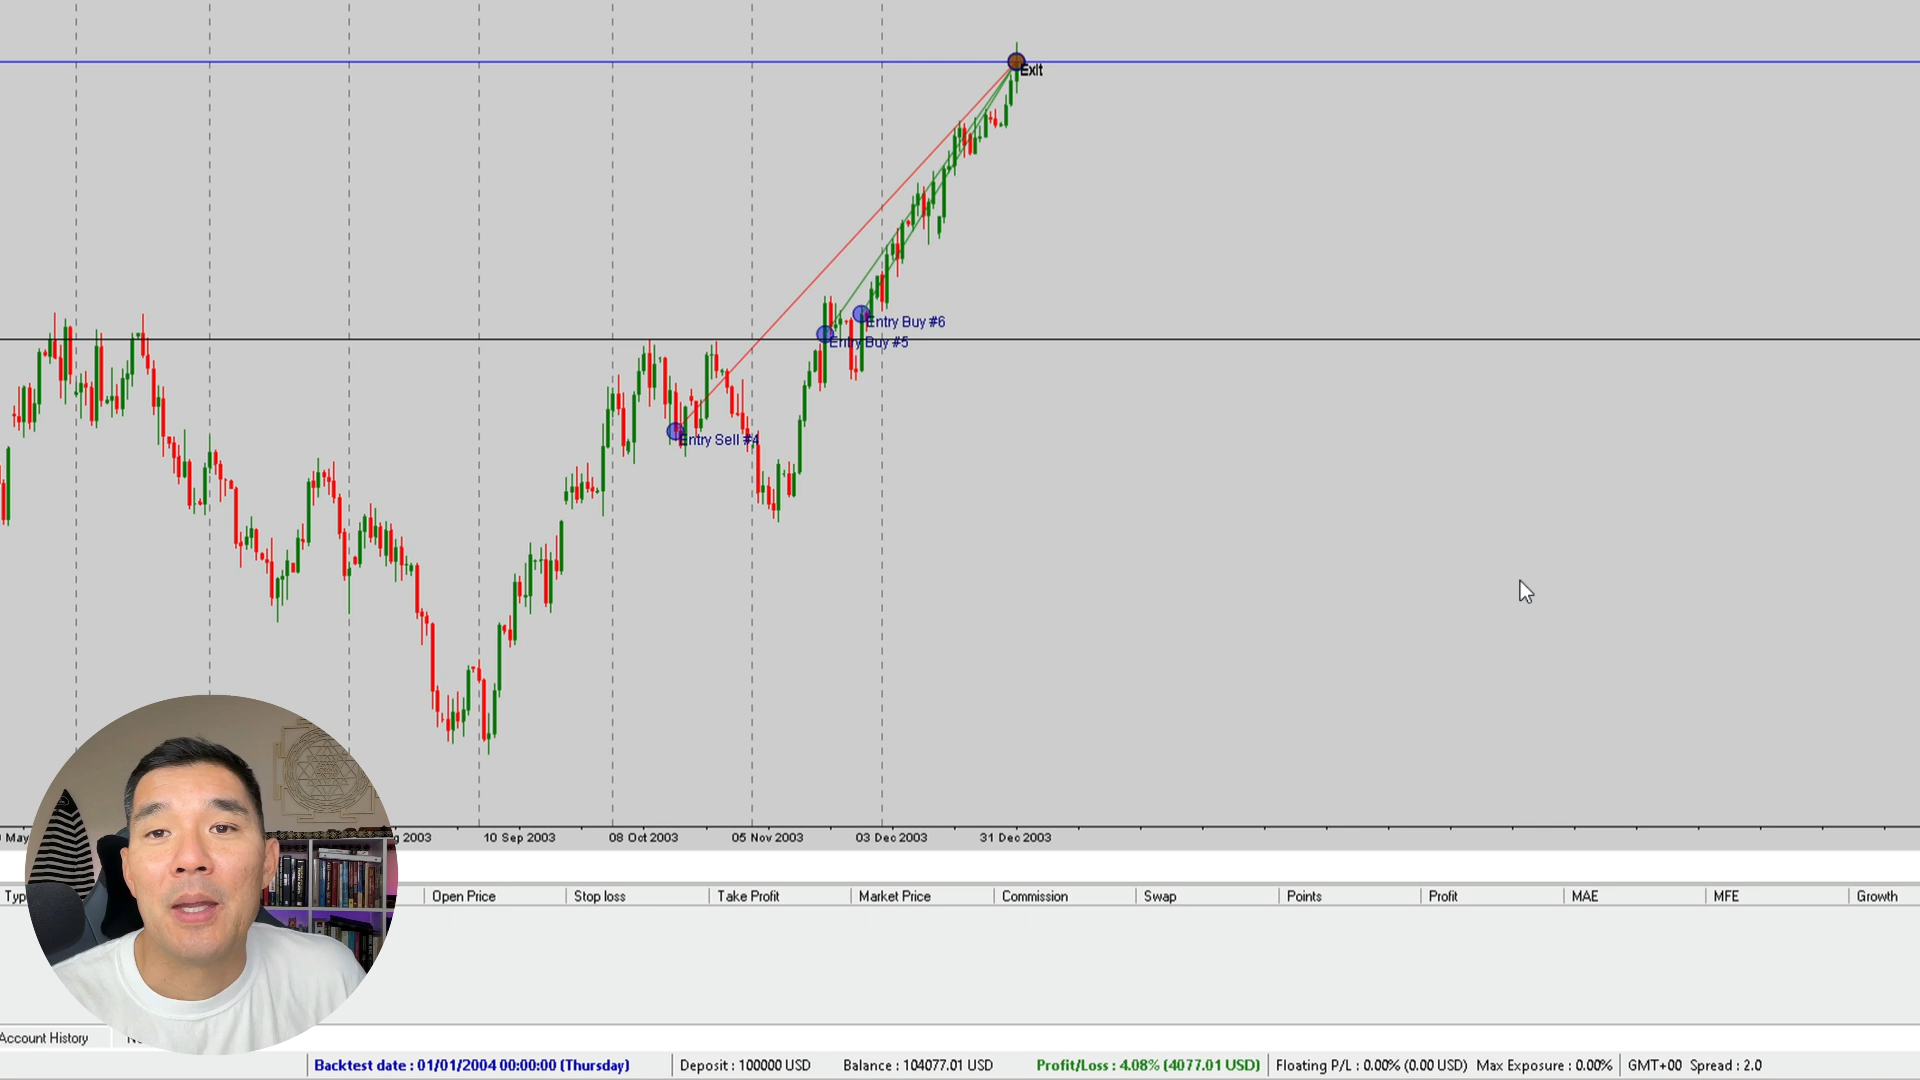 Exit
Entry Buy #6
Entry Buy #5
Entry Sell #4
May 2003 10 Sep 2003 08 Oct 2003 05 Nov 2003 03 Dec 2003 31 Dec 2003
Open Price Stop loss Take Profit Market Price Commission Swap Points Profit MAE MFE Growth
Account History
Backtest date : 01/01/2004 00:00:00 (Thursday) Deposit : 100000 USD Balance : 104077.01 USD Profit/Loss : 4.08% (4077.01 USD) Floating P/L : 0.00% (0.00 USD) Max Exposure : 0.00% GMT+00 Spread : 2.0